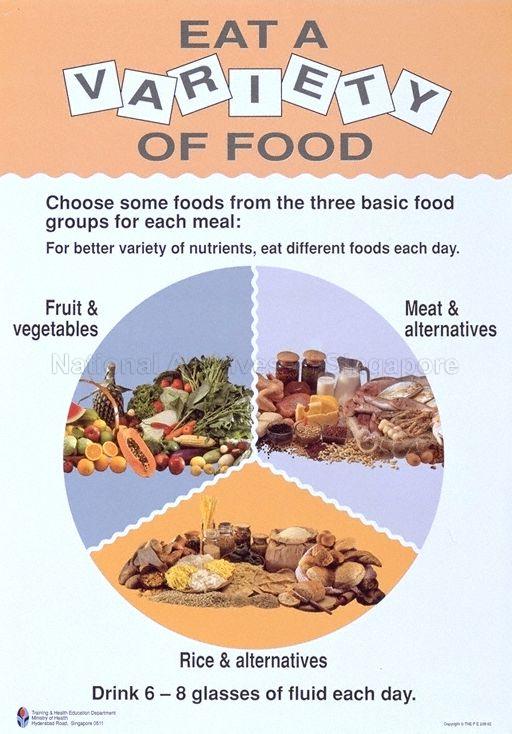 EAT A
VARIETY
OF FOOD
Choose some foods from the three basic food
groups for each meal:
For better variety of nutrients, eat different foods each day.
Fruit &
vegetables
Meat &
alternatives
National Archives of Singapore
Rice & alternatives
Drink 6 – 8 glasses of fluid each day.
Training & Health Education Department
Ministry of Health
Hyderabad Road, Singapore 0511
Copyright ©